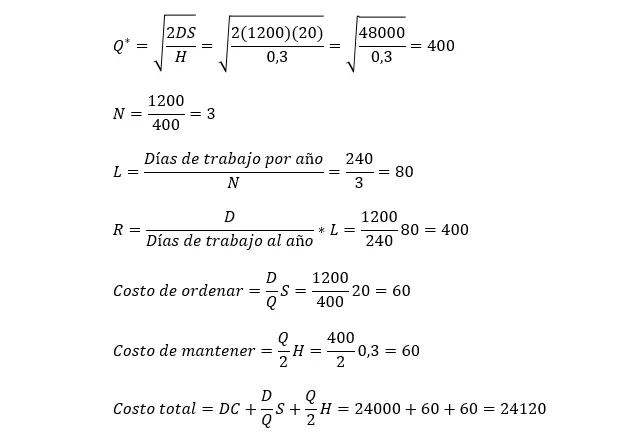 Q* = √(2DS/H) = √(2(1200)(20)/0,3) = √(48000/0,3) = 400
N = 1200/400 = 3
L = Días de trabajo por año/N = 240/3 = 80
R = D/Días de trabajo al año * L = 1200/240 80 = 400
Costo de ordenar = D/Q S = 1200/400 20 = 60
Costo de mantener = Q/2 H = 400/2 0,3 = 60
Costo total = DC + D/Q S + Q/2 H = 24000 + 60 + 60 = 24120